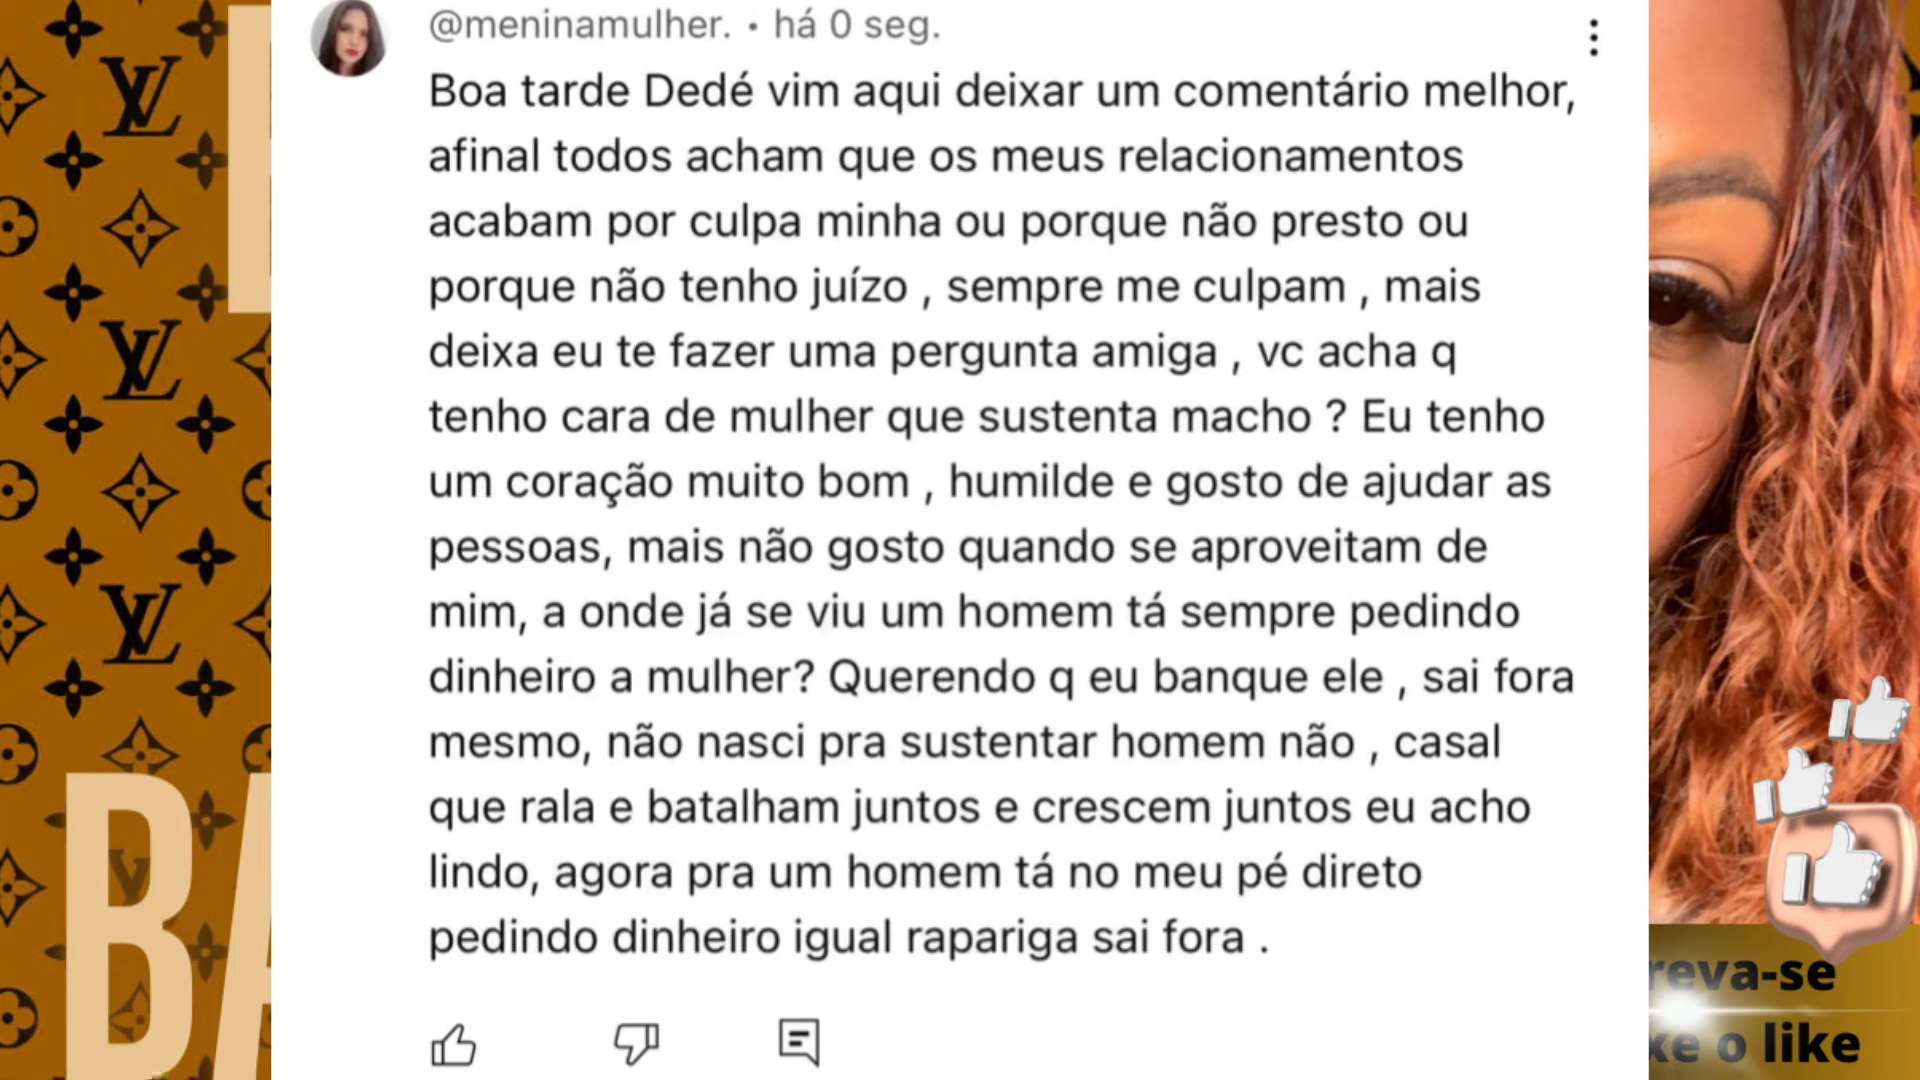 @meninamulher. • há 0 seg.
Boa tarde Dedé vim aqui deixar um comentário melhor,
afinal todos acham que os meus relacionamentos
acabam por culpa minha ou porque não presto ou
porque não tenho juízo , sempre me culpam , mais
deixa eu te fazer uma pergunta amiga , vc acha q
tenho cara de mulher que sustenta macho ? Eu tenho
um coração muito bom , humilde e gosto de ajudar as
pessoas, mais não gosto quando se aproveitam de
mim, a onde já se viu um homem tá sempre pedindo
dinheiro a mulher? Querendo q eu banque ele , sai fora
mesmo, não nasci pra sustentar homem não , casal
que rala e batalham juntos e crescem juntos eu acho
lindo, agora pra um homem tá no meu pé direto
pedindo dinheiro igual rapariga sai fora .
BA
reva-se
xe o like
LV
LV
LV